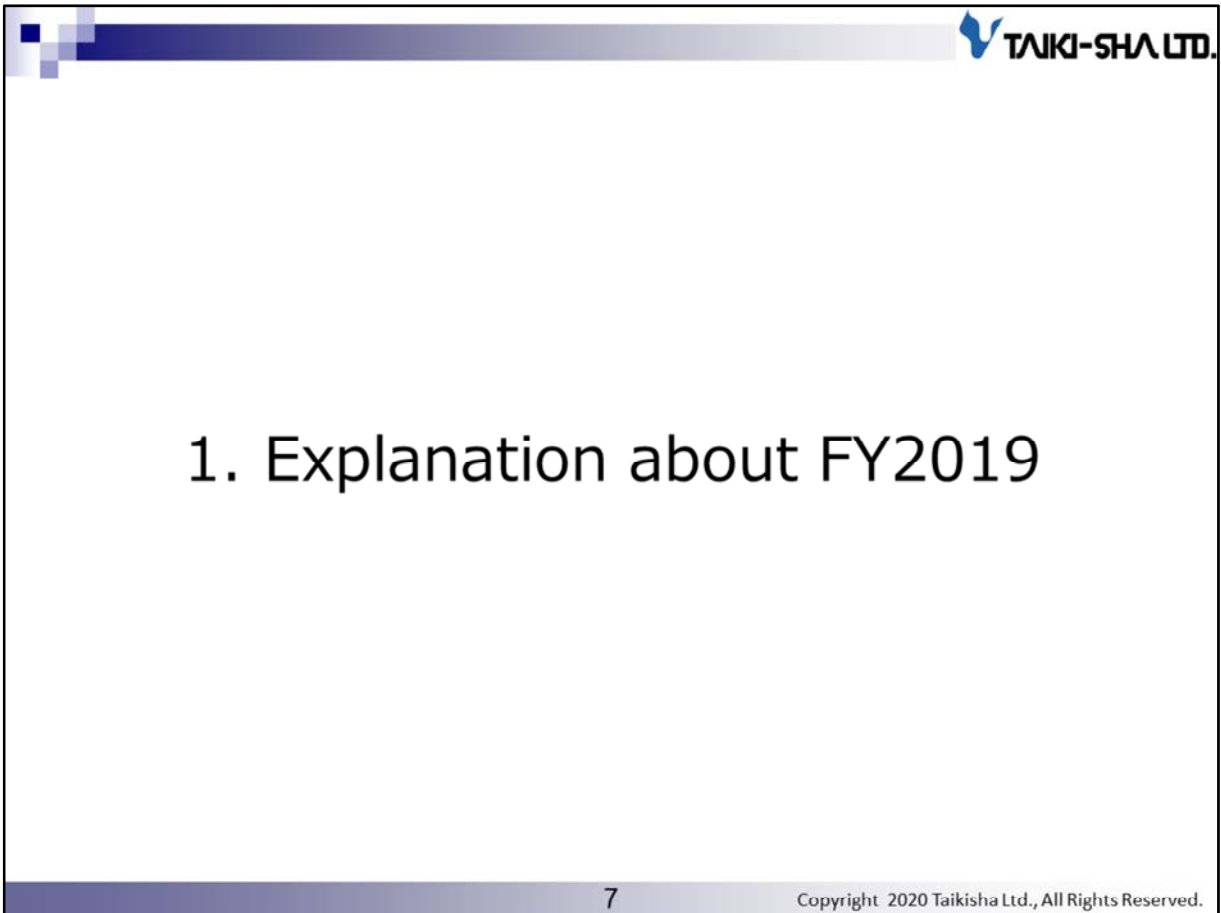 TAIKI-SHA LTD.
1. Explanation about FY2019
7
Copyright 2020 Taikisha Ltd., All Rights Reserved.